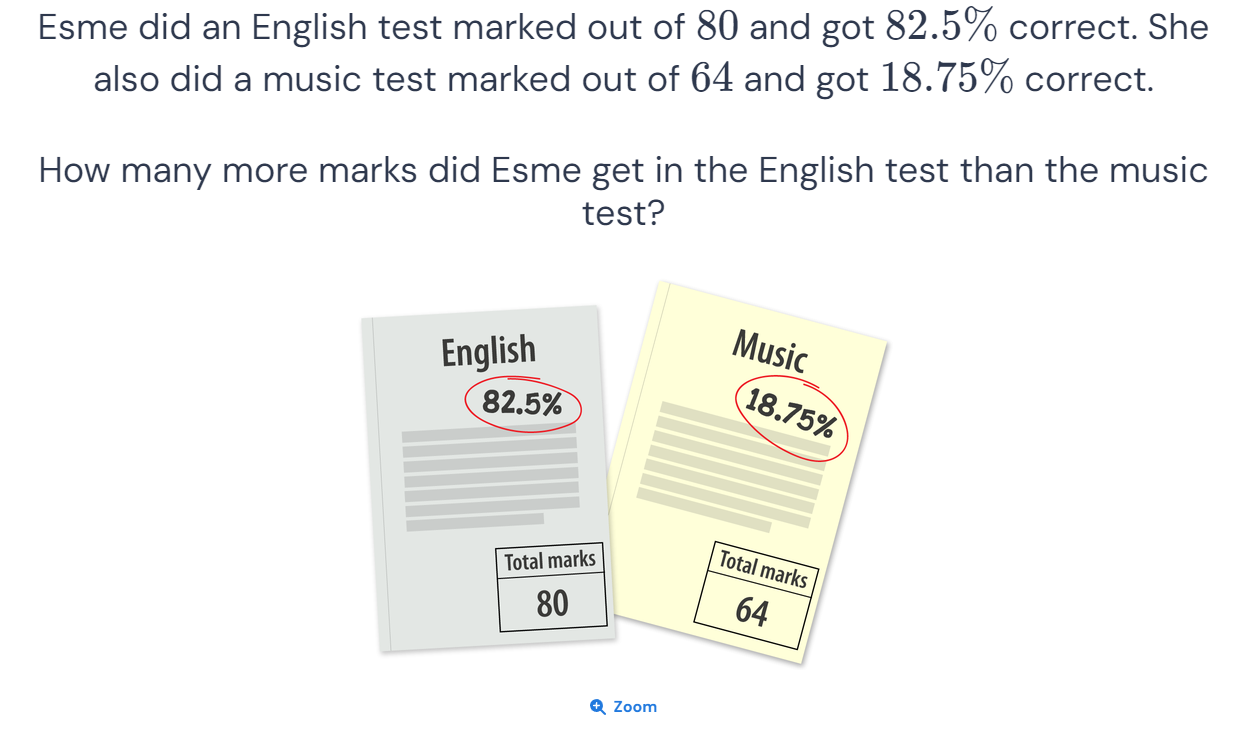 Esme did an English test marked out of 80 and got 82.5% correct. She
also did a music test marked out of 64 and got 18.75% correct.
How many more marks did Esme get in the English test than the music
test?
English
82.5%
Total marks
80
Music
18.75%
Total marks
64
Zoom